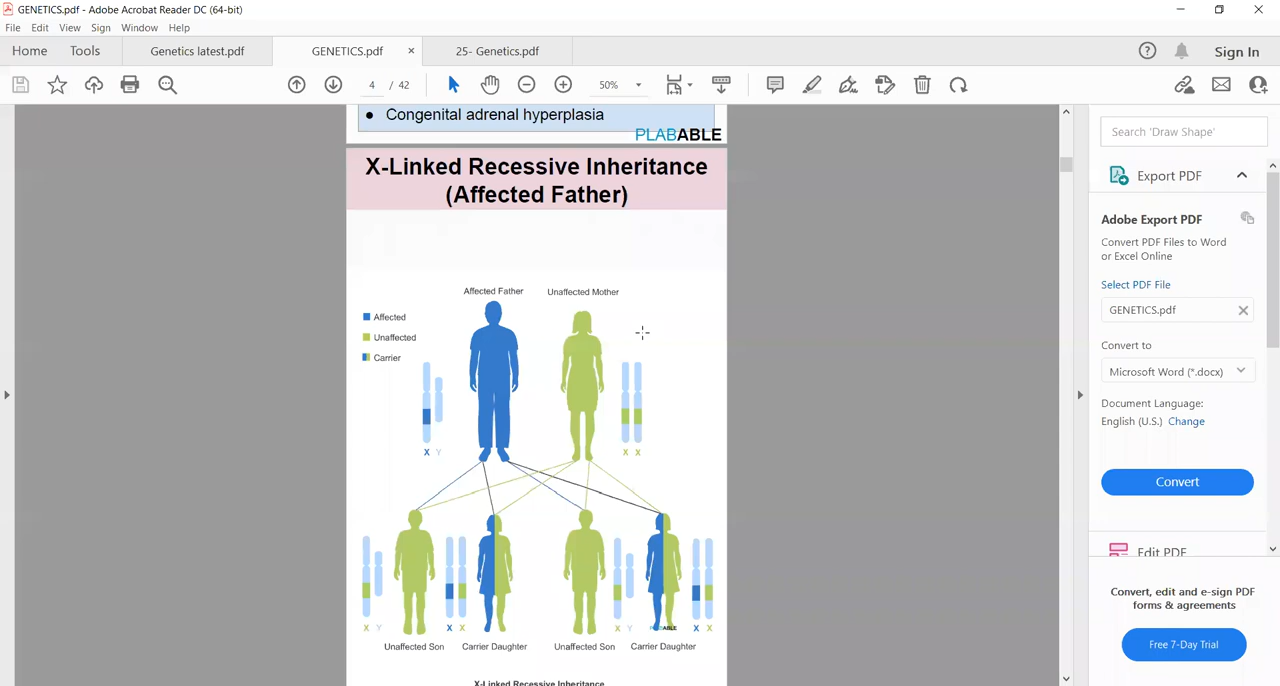 GENETICS.pdf - Adobe Acrobat Reader DC (64-bit)
File Edit View Sign Window Help
Home Tools Genetics latest.pdf GENETICS.pdf × 25- Genetics.pdf Sign In
4 / 42 50%
● Congenital adrenal hyperplasia
PLABABLE
X-Linked Recessive Inheritance
(Affected Father)
Affected Father Unaffected Mother
Affected
Unaffected
Carrier
X Y X X
X Y X X X Y X X
PLABABLE
Unaffected Son Carrier Daughter Unaffected Son Carrier Daughter
X-Linked Recessive Inheritance
Search 'Draw Shape'
Export PDF
Adobe Export PDF
Convert PDF Files to Word
or Excel Online
Select PDF File
GENETICS.pdf
Convert to
Microsoft Word (*.docx)
Document Language:
English (U.S.) Change
Convert
Edit PDF
Convert, edit and e-sign PDF
forms & agreements
Free 7-Day Trial